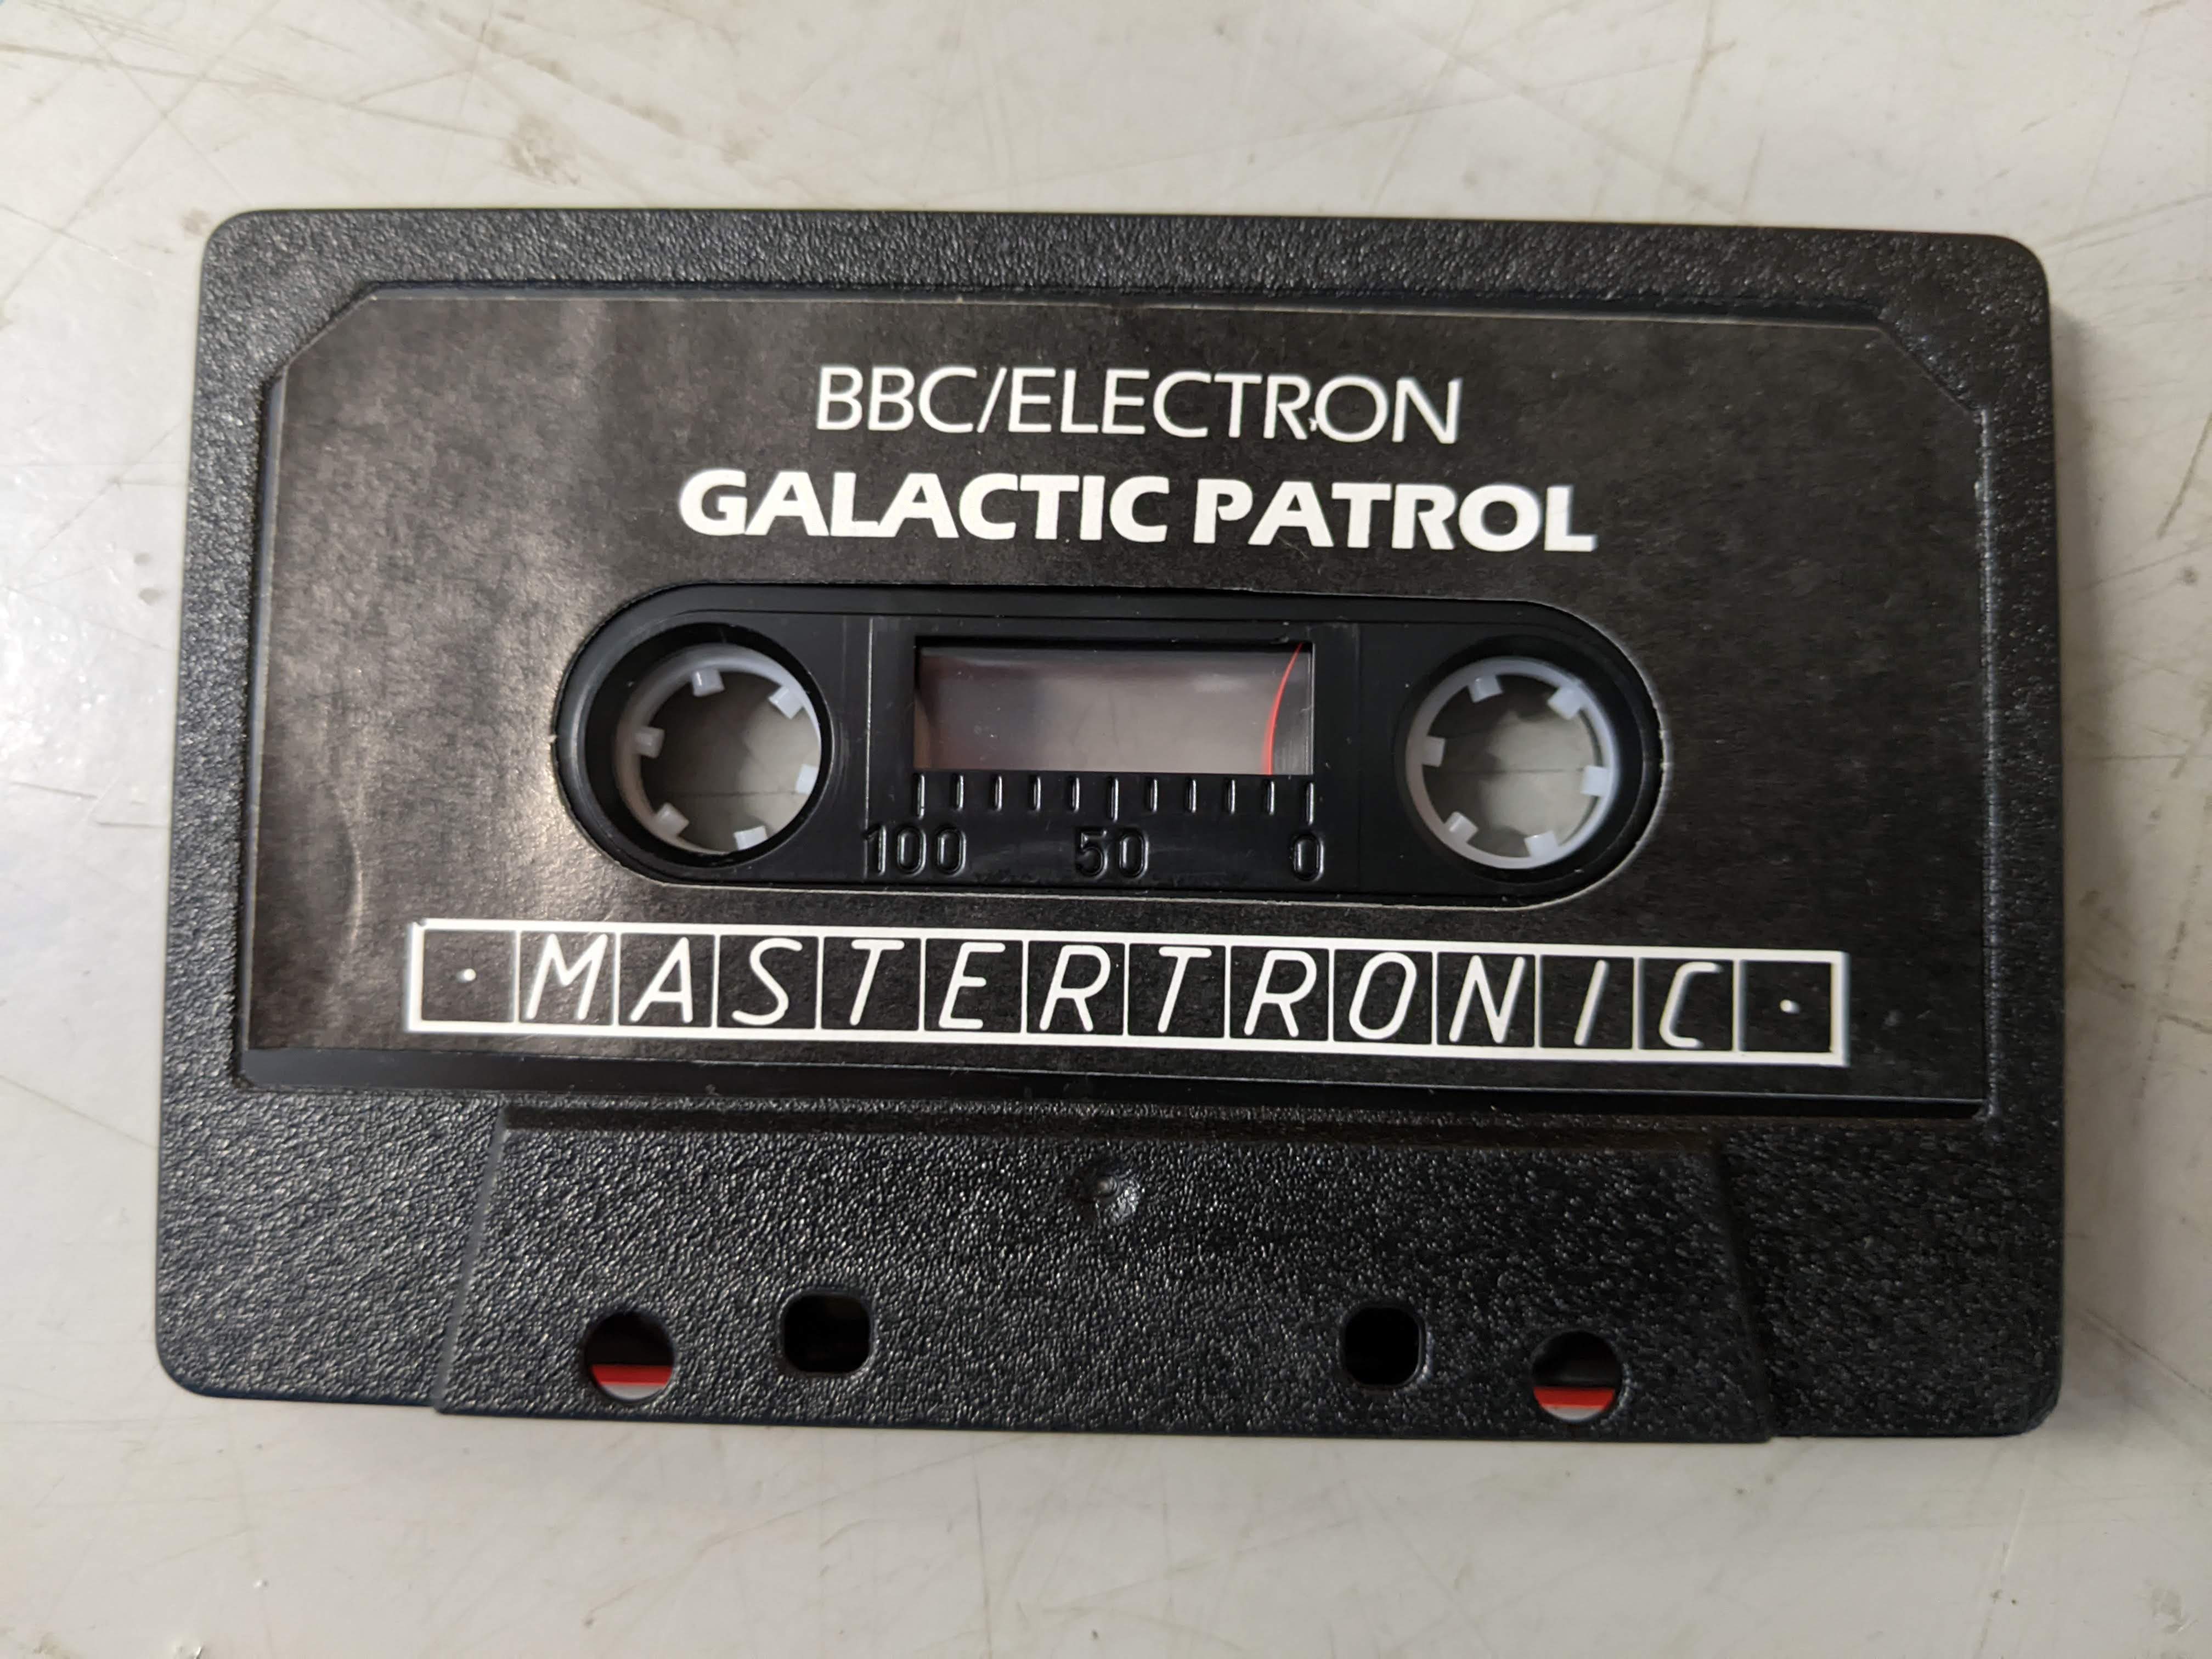 BBC/ELECTRON
GALACTIC PATROL
100 50 0
· MASTERTRONIC ·